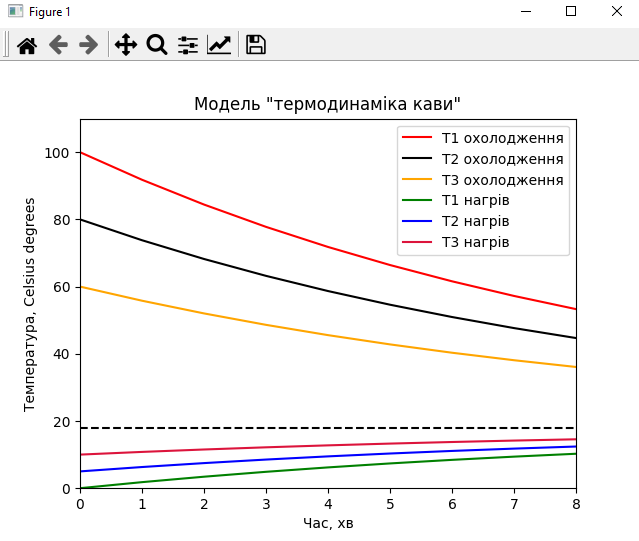 Figure 1
Модель "термодинаміка кави"
T1 охолодження
T2 охолодження
T3 охолодження
T1 нагрів
T2 нагрів
T3 нагрів
Температура, Celsius degrees
100
80
60
40
20
0
0 1 2 3 4 5 6 7 8
Час, хв